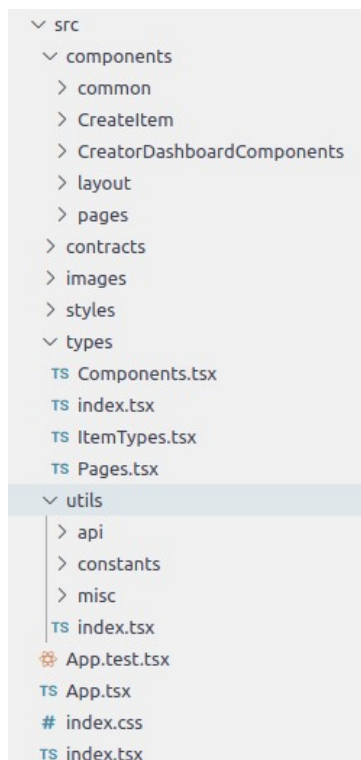 src
components
common
CreateItem
CreatorDashboardComponents
layout
pages
contracts
images
styles
types
TS Components.tsx
TS index.tsx
TS ItemTypes.tsx
TS Pages.tsx
utils
api
constants
misc
TS index.tsx
App.test.tsx
TS App.tsx
# index.css
TS index.tsx